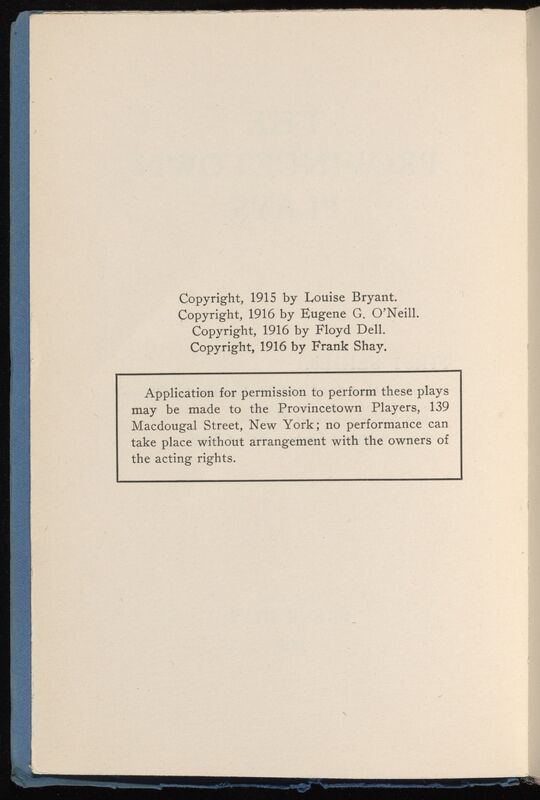 Copyright, 1915 by Louise Bryant.
Copyright, 1916 by Eugene G. O'Neill.
Copyright, 1916 by Floyd Dell.
Copyright, 1916 by Frank Shay.
Application for permission to perform these plays
may be made to the Provincetown Players, 139
Macdougal Street, New York; no performance can
take place without arrangement with the owners of
the acting rights.